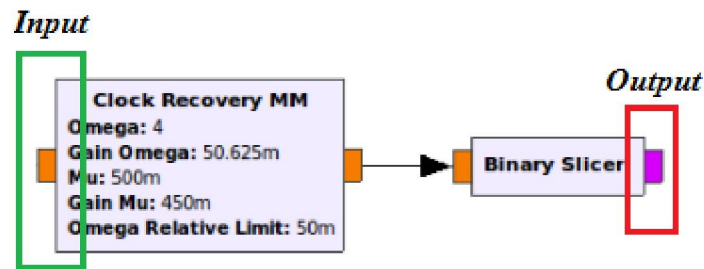 Input
Clock Recovery MM
Omega: 4
Gain Omega: 50.625m
Mu: 500m
Gain Mu: 450m
Omega Relative Limit: 50m
Output
Binary Slicer